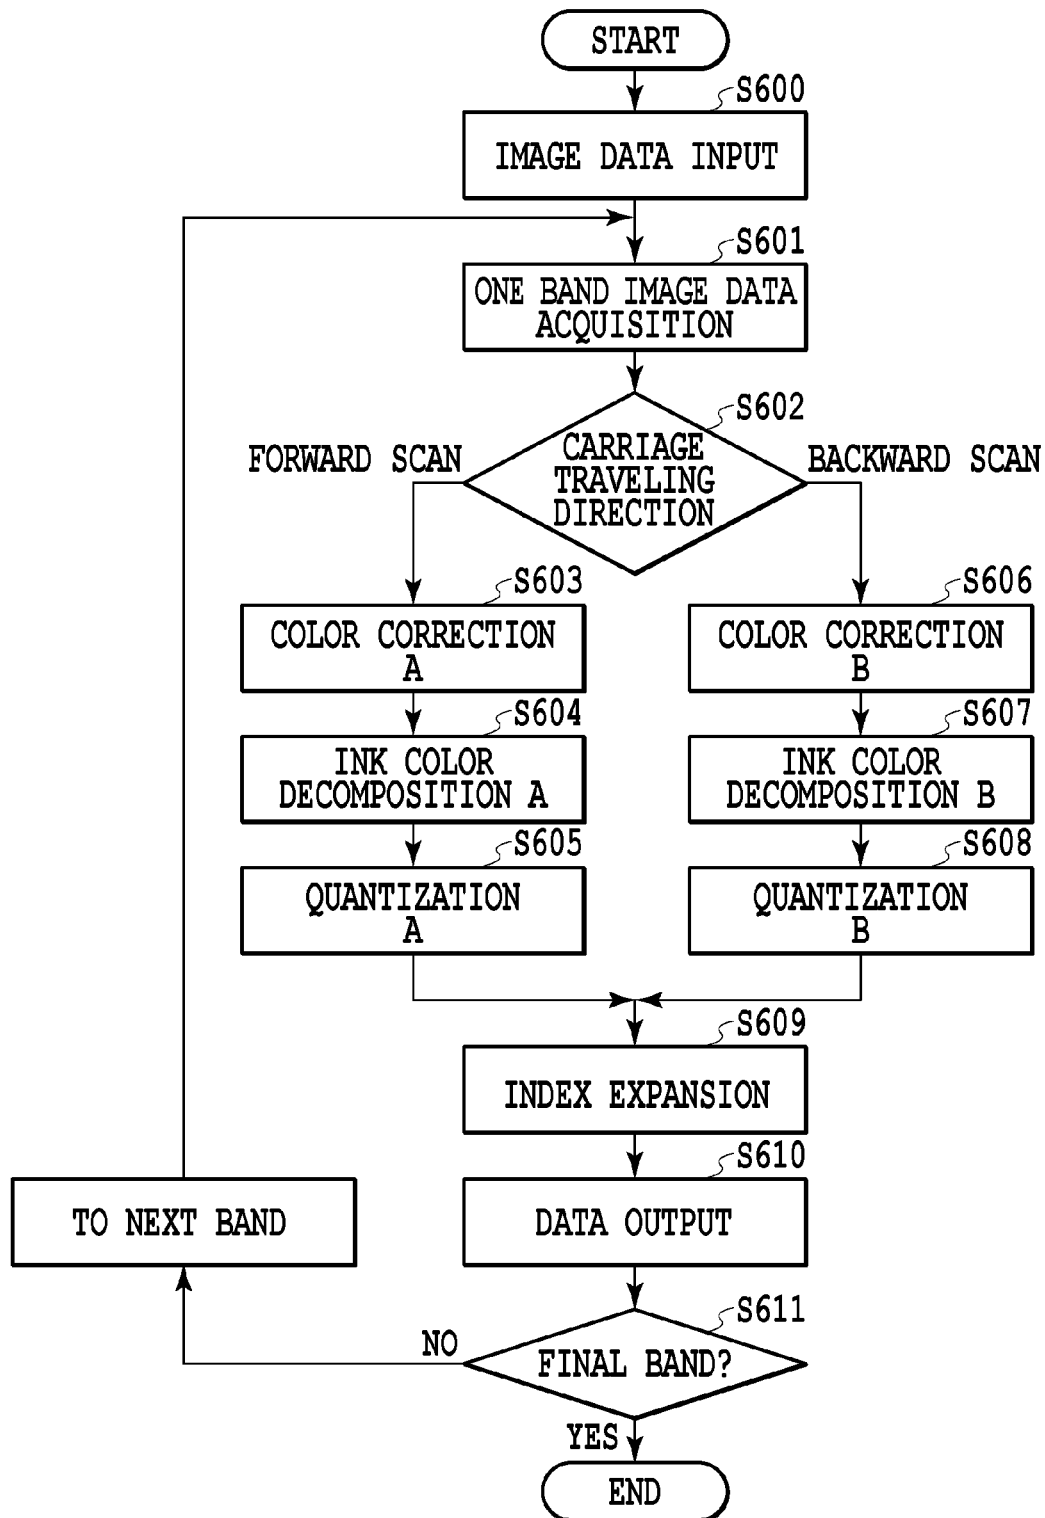 START
S600
IMAGE DATA INPUT
S601
ONE BAND IMAGE DATA
ACQUISITION
S602
CARRIAGE
TRAVELING
DIRECTION
FORWARD SCAN
BACKWARD SCAN
S603
COLOR CORRECTION
A
S604
INK COLOR
DECOMPOSITION A
S605
QUANTIZATION
A
S606
COLOR CORRECTION
B
S607
INK COLOR
DECOMPOSITION B
S608
QUANTIZATION
B
S609
INDEX EXPANSION
S610
DATA OUTPUT
TO NEXT BAND
S611
FINAL BAND?
NO
YES
END